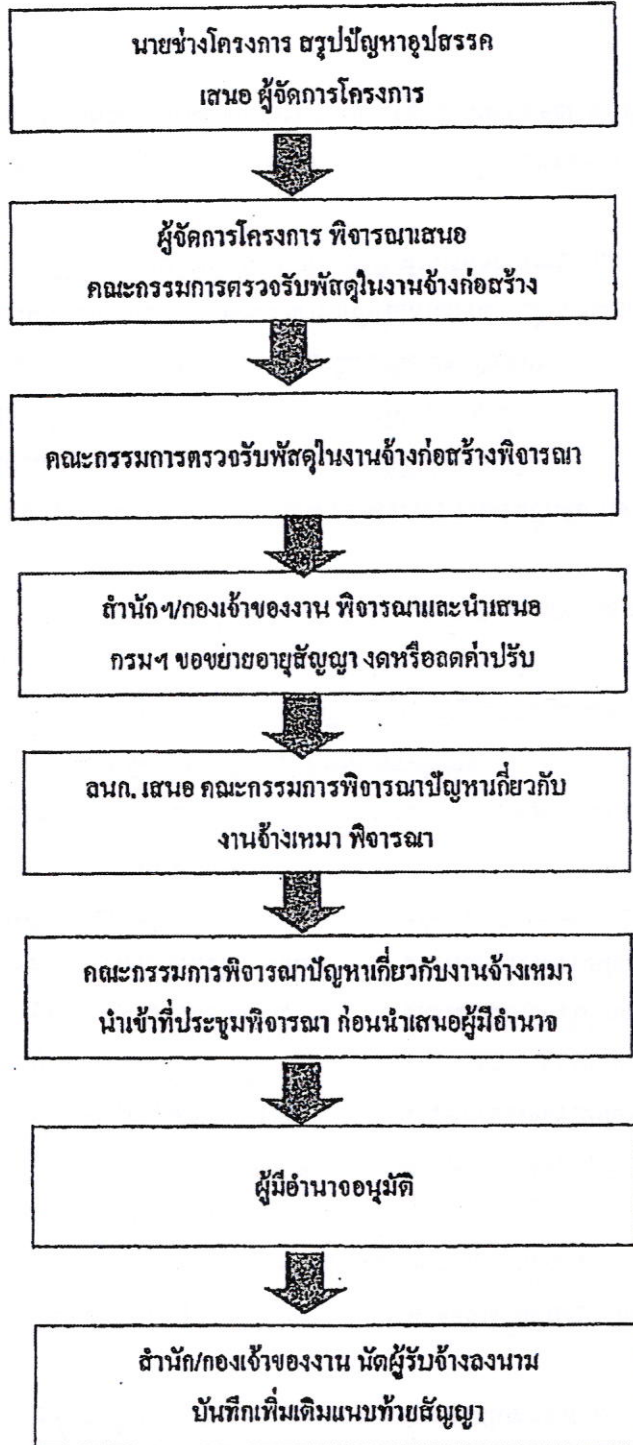 นายช่างโครงการ สรุปปัญหาอุปสรรค
เสนอ ผู้จัดการโครงการ
ผู้จัดการโครงการ พิจารณาเสนอ
คณะกรรมการตรวจรับพัสดุในงานจ้างก่อสร้าง
คณะกรรมการตรวจรับพัสดุในงานจ้างก่อสร้างพิจารณา
สำนักฯ/กองเจ้าของงาน พิจารณาและนำเสนอ
กรมฯ ขอขยายอายุสัญญา งดหรือลดค่าปรับ
ลนก. เสนอ คณะกรรมการพิจารณาปัญหาเกี่ยวกับ
งานจ้างเหมา พิจารณา
คณะกรรมการพิจารณาปัญหาเกี่ยวกับงานจ้างเหมา
นำเข้าที่ประชุมพิจารณา ก่อนนำเสนอผู้มีอำนาจ
ผู้มีอำนาจอนุมัติ
สำนัก/กองเจ้าของงาน นัดผู้รับจ้างลงนาม
บันทึกเพิ่มเติมแนบท้ายสัญญา